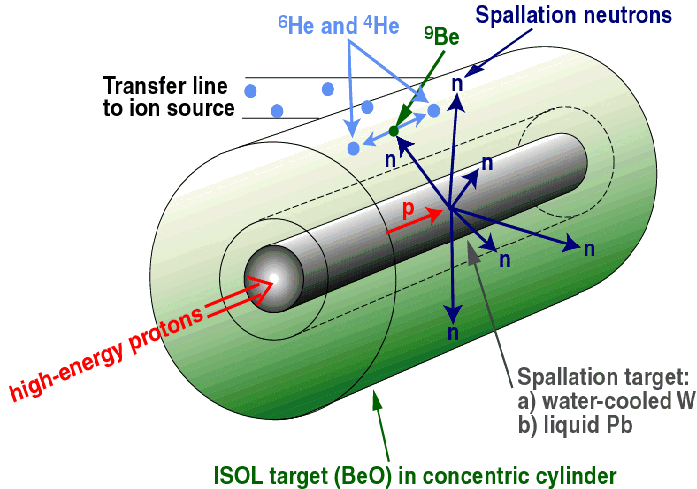 ⁶He and ⁴He
⁹Be
Spallation neutrons
Transfer line
to ion source
n
n
n
p
n
n
n
high-energy protons
Spallation target:
a) water-cooled W
b) liquid Pb
ISOL target (BeO) in concentric cylinder